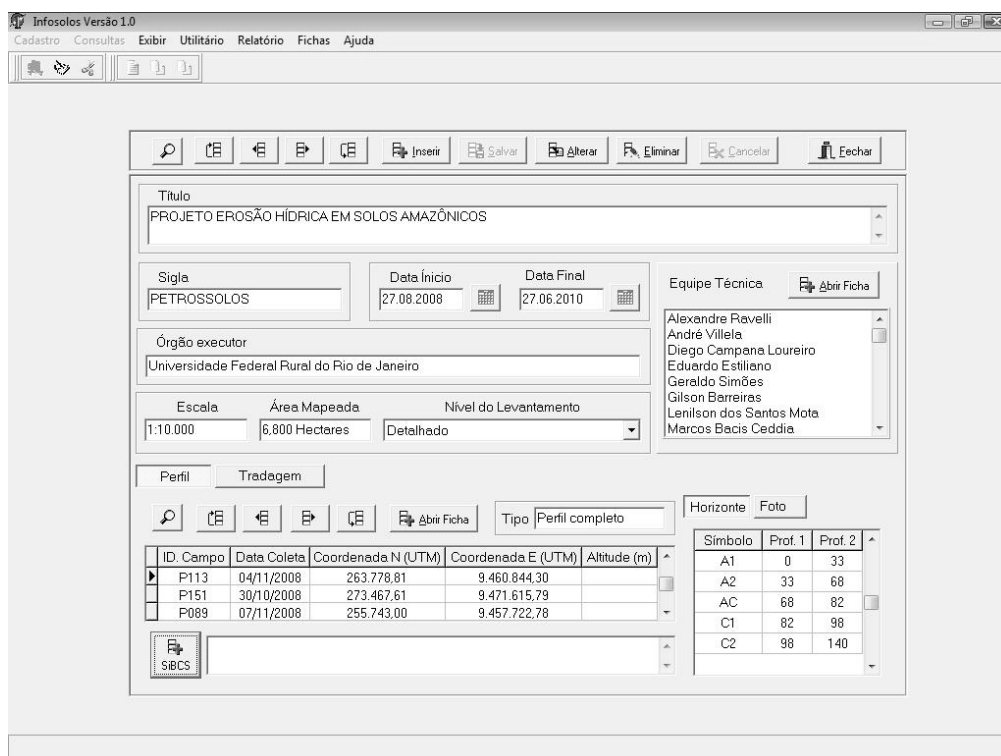 Infosolos Versão 1.0
Cadastro Consultas Exibir Utilitário Relatório Fichas Ajuda
Inserir Salvar Alterar Eliminar Cancelar Fechar
Título
PROJETO EROSÃO HÍDRICA EM SOLOS AMAZÔNICOS
Sigla
PETROSSOLOS
Data Ínicio Data Final
27.08.2008 27.06.2010
Equipe Técnica Abrir Ficha
Alexandre Ravelli
André Villela
Diego Campana Loureiro
Eduardo Estiliano
Geraldo Simões
Gilson Barreiras
Lenilson dos Santos Mota
Marcos Bacis Ceddia
Órgão executor
Universidade Federal Rural do Rio de Janeiro
Escala Área Mapeada Nível do Levantamento
1:10.000 6,800 Hectares Detalhado
Perfil Tradagem
Abrir Ficha Tipo Perfil completo
ID. Campo Data Coleta Coordenada N (UTM) Coordenada E (UTM) Altitude (m)
P113 04/11/2008 263.778,81 9.460.844,30
P151 30/10/2008 273.467,61 9.471.615,79
P089 07/11/2008 255.743,00 9.457.722,78
SiBCS
Horizonte Foto
Símbolo Prof. 1 Prof. 2
A1 0 33
A2 33 68
AC 68 82
C1 82 98
C2 98 140